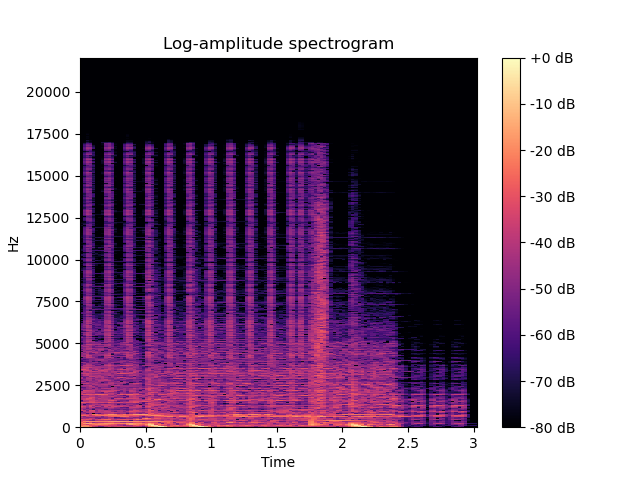 Log-amplitude spectrogram
+0 dB
-10 dB
-20 dB
-30 dB
-40 dB
-50 dB
-60 dB
-70 dB
-80 dB
20000
17500
15000
12500
10000
7500
5000
2500
0
Hz
0 0.5 1 1.5 2 2.5 3
Time